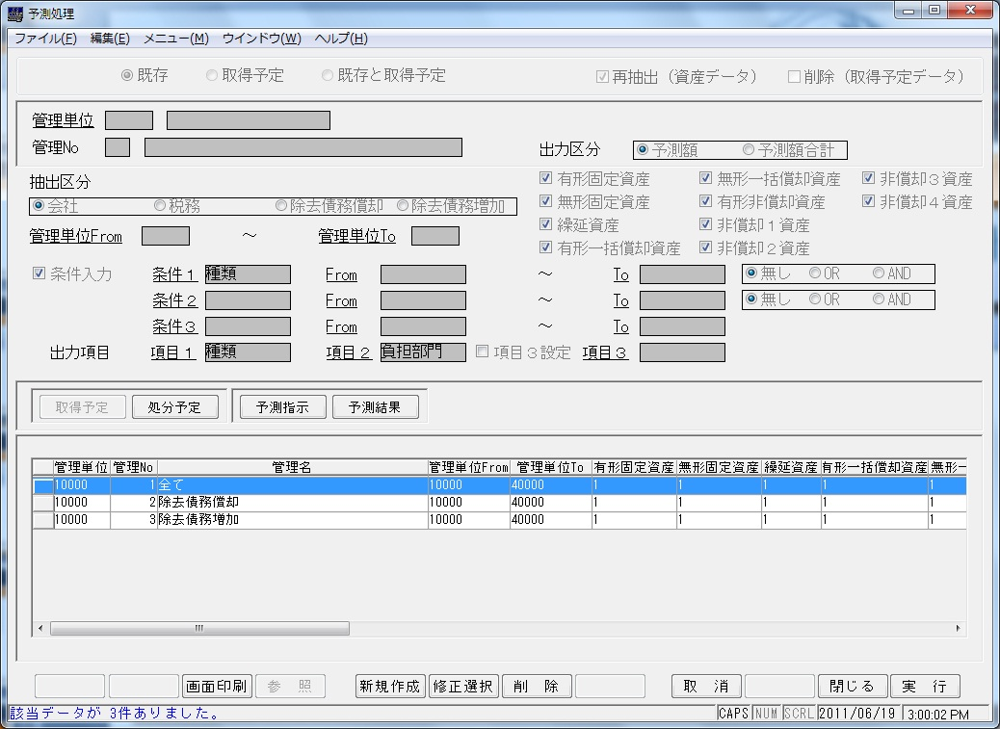 予測処理
ファイル(F) 編集(E) メニュー(M) ウインドウ(W) ヘルプ(H)
既存 取得予定 既存と取得予定 再抽出（資産データ） 削除（取得予定データ）
管理単位
管理No 出力区分 予測額 予測額合計
抽出区分 有形固定資産 無形一括償却資産 非償却３資産
会社 税務 除去債務償却 除去債務増加 無形固定資産 有形非償却資産 非償却４資産
管理単位From ～ 管理単位To 繰延資産 非償却１資産
有形一括償却資産 非償却２資産
条件入力 条件１ 種類 From ～ To 無し OR AND
条件２ From ～ To 無し OR AND
条件３ From ～ To
出力項目 項目１ 種類 項目２ 負担部門 項目３設定 項目３
取得予定 処分予定 予測指示 予測結果
管理単位 管理No 管理名 管理単位From 管理単位To 有形固定資産 無形固定資産 繰延資産 有形一括償却資産 無形一
10000 1 全て 10000 40000 1 1 1 1 1
10000 2 除去債務償却 10000 40000 1 1 1 1 1
10000 3 除去債務増加 10000 40000 1 1 1 1 1
画面印刷 参 照 新規作成 修正選択 削 除 取 消 閉じる 実 行
該当データが 3件ありました。 CAPS NUM SCRL 2011/06/19 3:00:02 PM